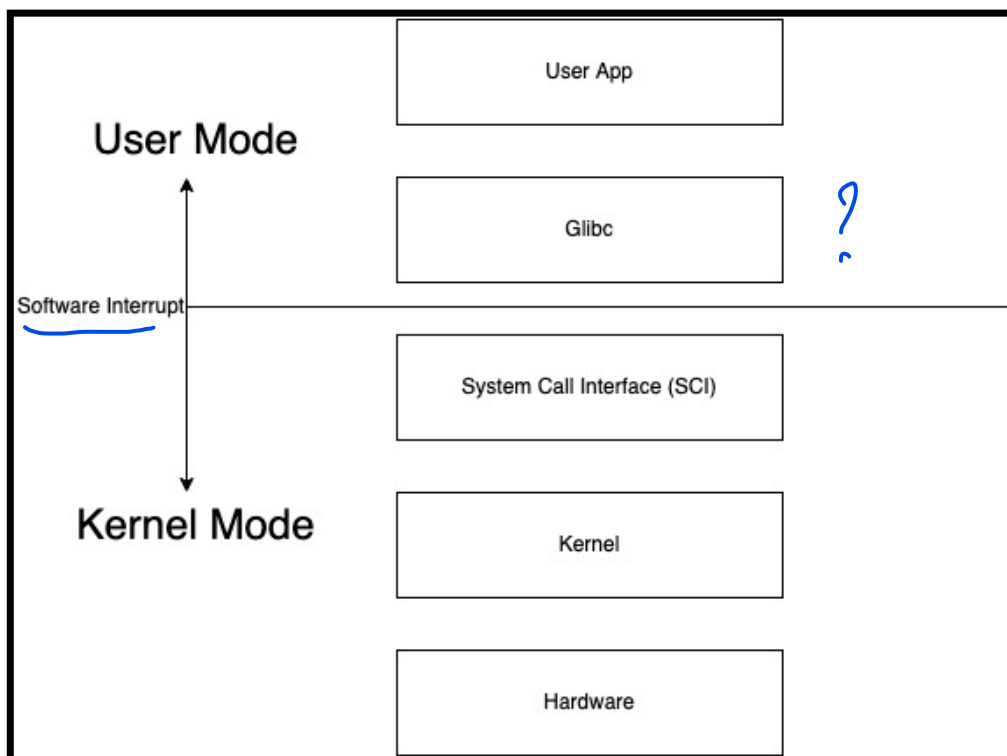 User App
User Mode
Glibc
?
Software Interrupt
System Call Interface (SCI)
Kernel Mode
Kernel
Hardware